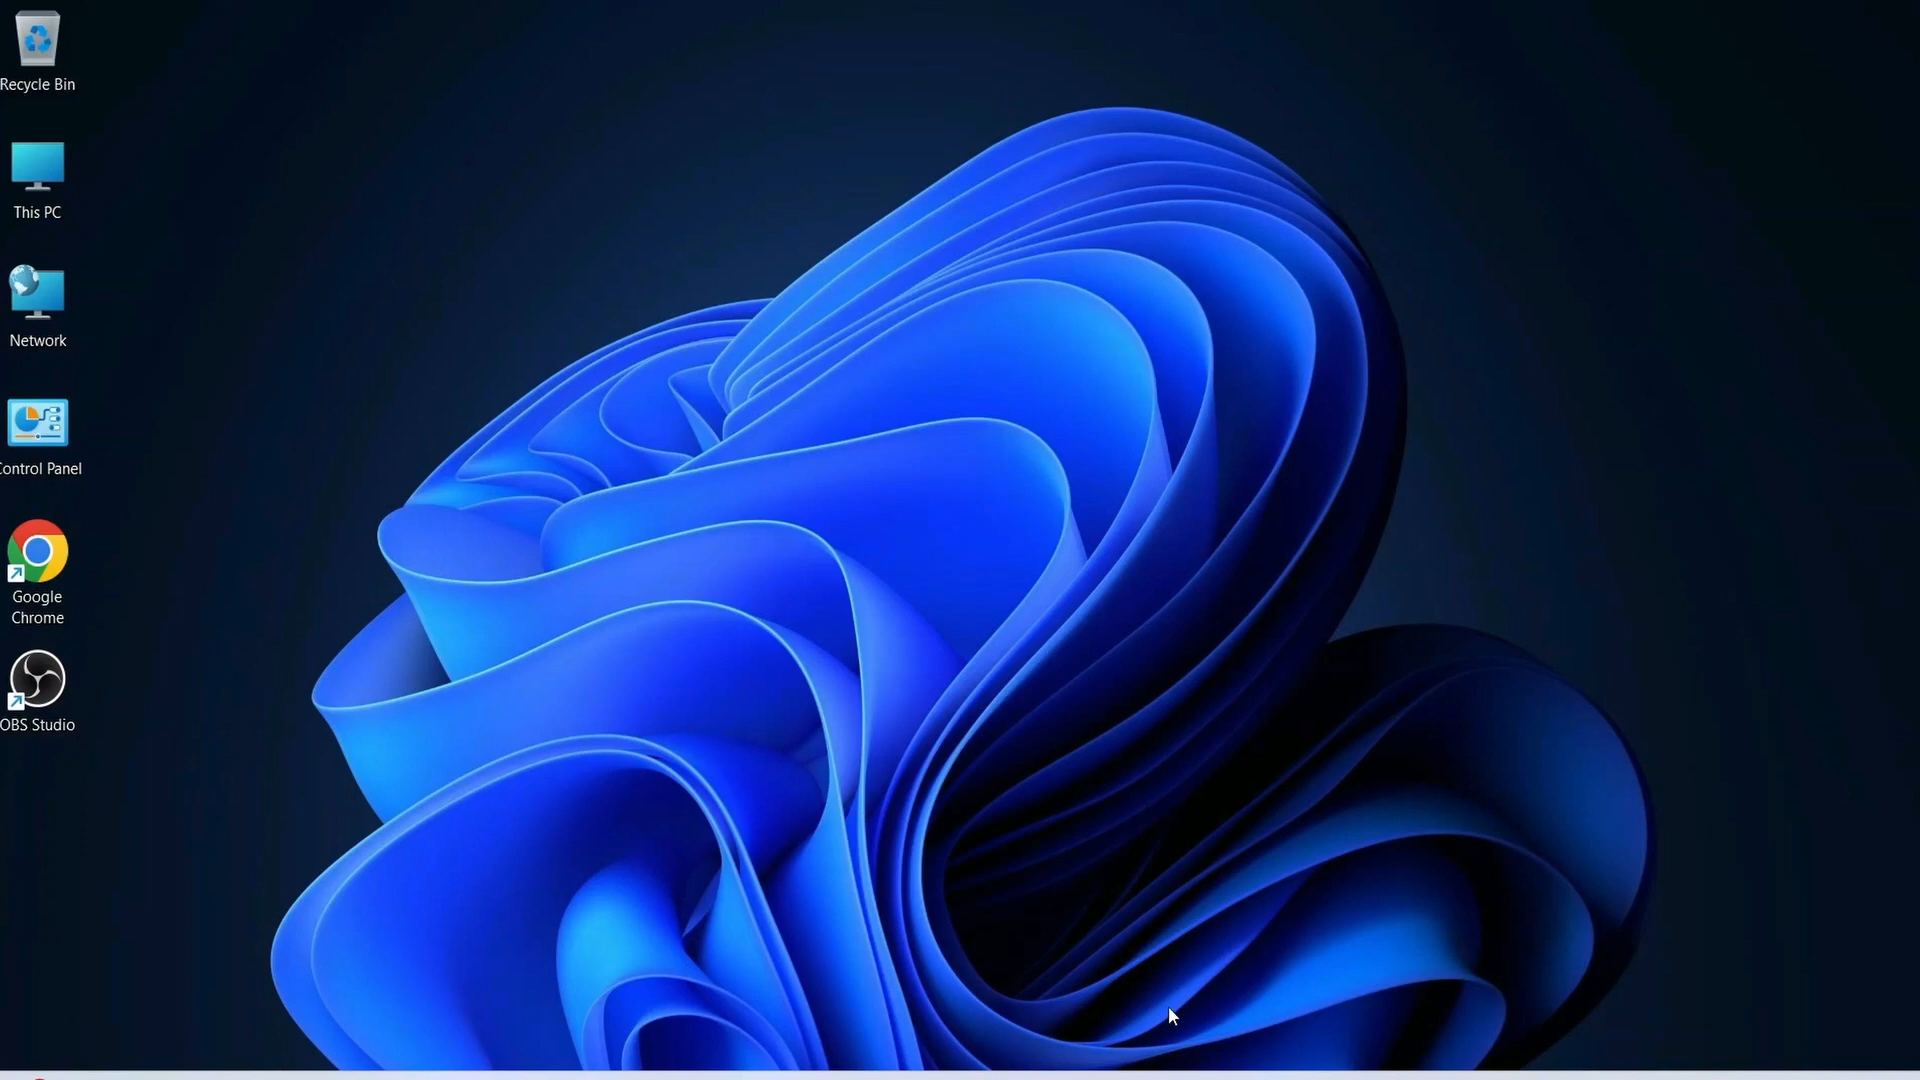 Recycle Bin
This PC
Network
Control Panel
Google
Chrome
OBS Studio